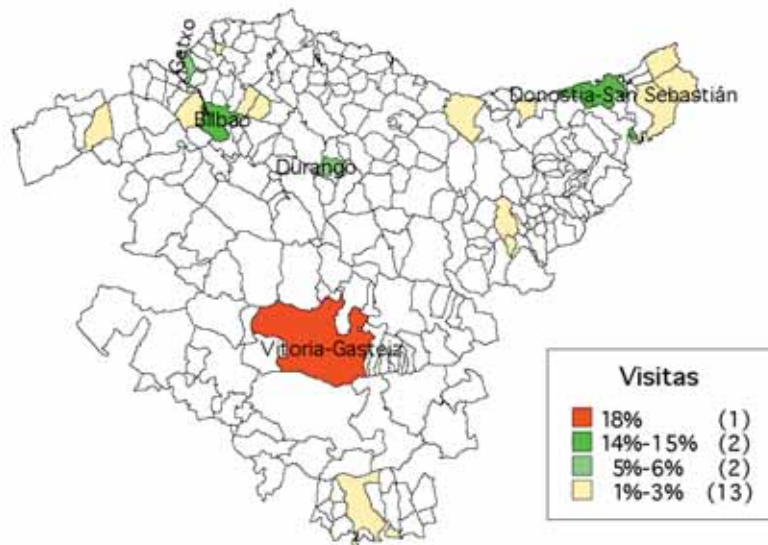 Getxo
Donostia-San Sebastián
Bilbao
Durango
Vitoria-Gasteiz
Visitas
18% (1)
14%-15% (2)
5%-6% (2)
1%-3% (13)